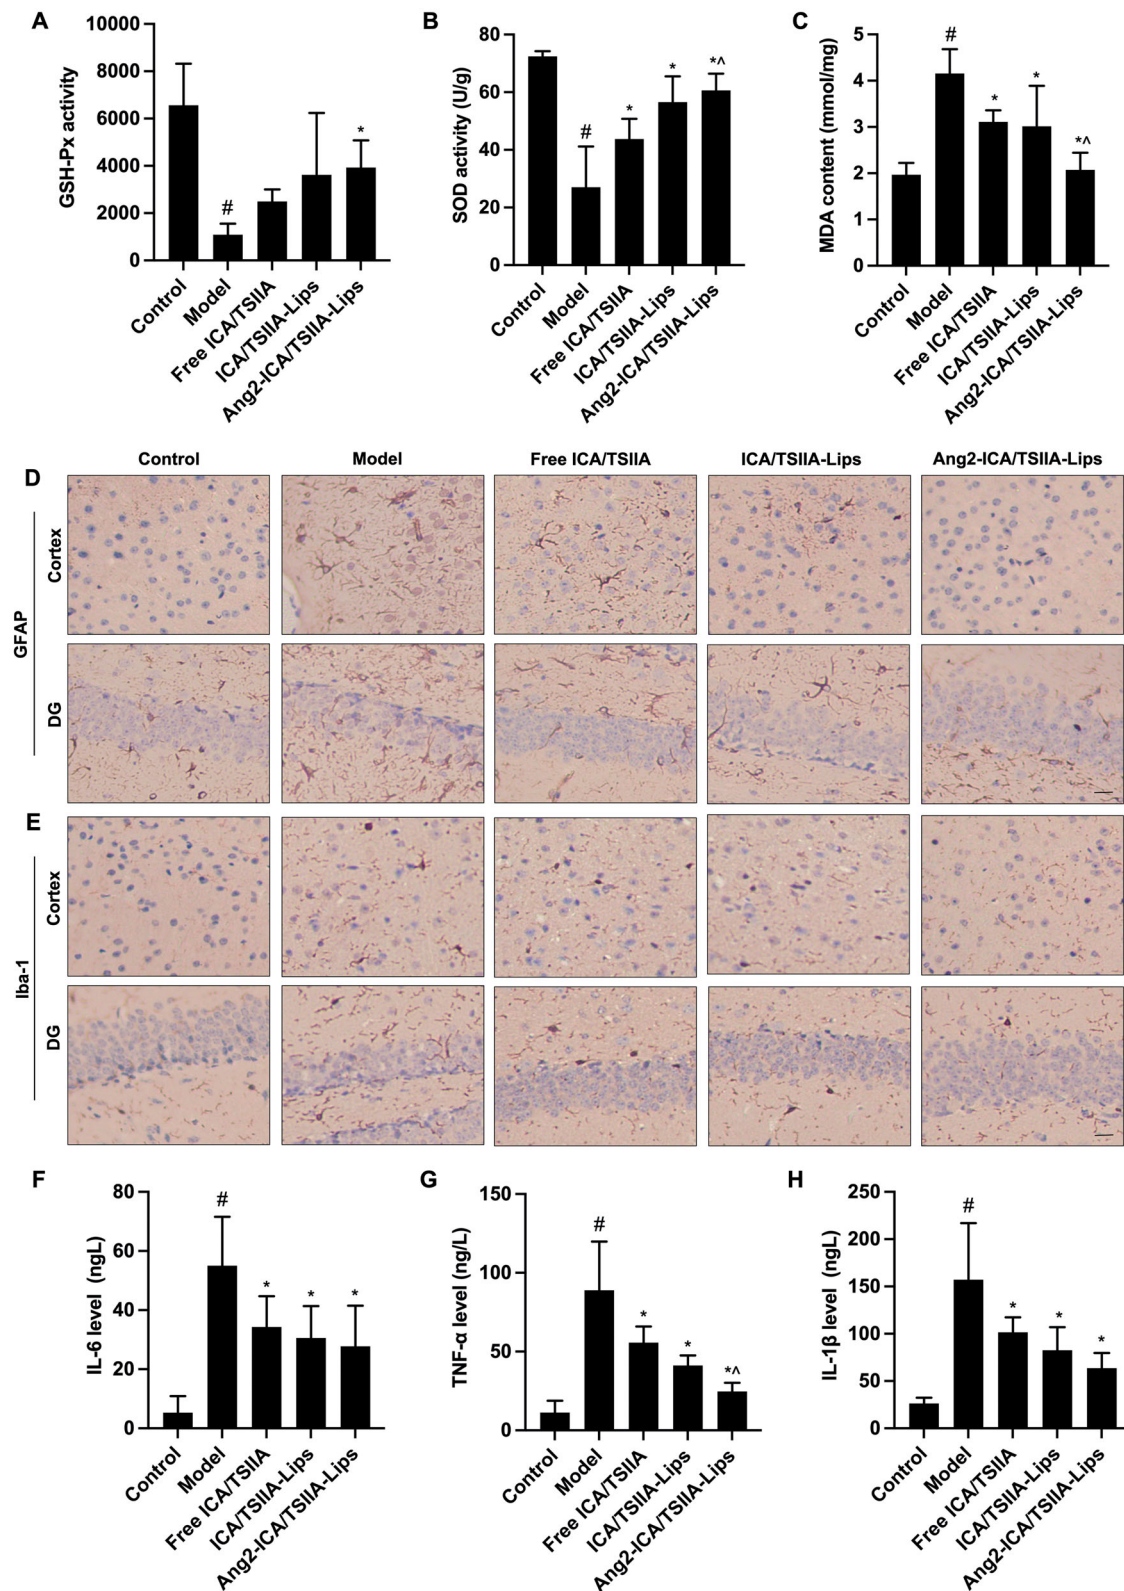 A
GSH-Px activity
10000
8000
6000
4000
2000
0
#
*
Control
Model
Free ICA/TSIIA
ICA/TSIIA-Lips
Ang2-ICA/TSIIA-Lips
B
SOD activity (U/g)
80
60
40
20
0
#
*
*
*^
Control
Model
Free ICA/TSIIA
ICA/TSIIA-Lips
Ang2-ICA/TSIIA-Lips
C
MDA content (mmol/mg)
5
4
3
2
1
0
#
*
*
*^
Control
Model
Free ICA/TSIIA
ICA/TSIIA-Lips
Ang2-ICA/TSIIA-Lips
Control Model Free ICA/TSIIA ICA/TSIIA-Lips Ang2-ICA/TSIIA-Lips
D
GFAP
Cortex
DG
E
Iba-1
Cortex
DG
F
IL-6 level (ngL)
80
60
40
20
0
#
*
*
*
Control
Model
Free ICA/TSIIA
ICA/TSIIA-Lips
Ang2-ICA/TSIIA-Lips
G
TNF-α level (ng/L)
150
100
50
0
#
*
*
*^
Control
Model
Free ICA/TSIIA
ICA/TSIIA-Lips
Ang2-ICA/TSIIA-Lips
H
IL-1β level (ngL)
250
200
150
100
50
0
#
*
*
*
Control
Model
Free ICA/TSIIA
ICA/TSIIA-Lips
Ang2-ICA/TSIIA-Lips